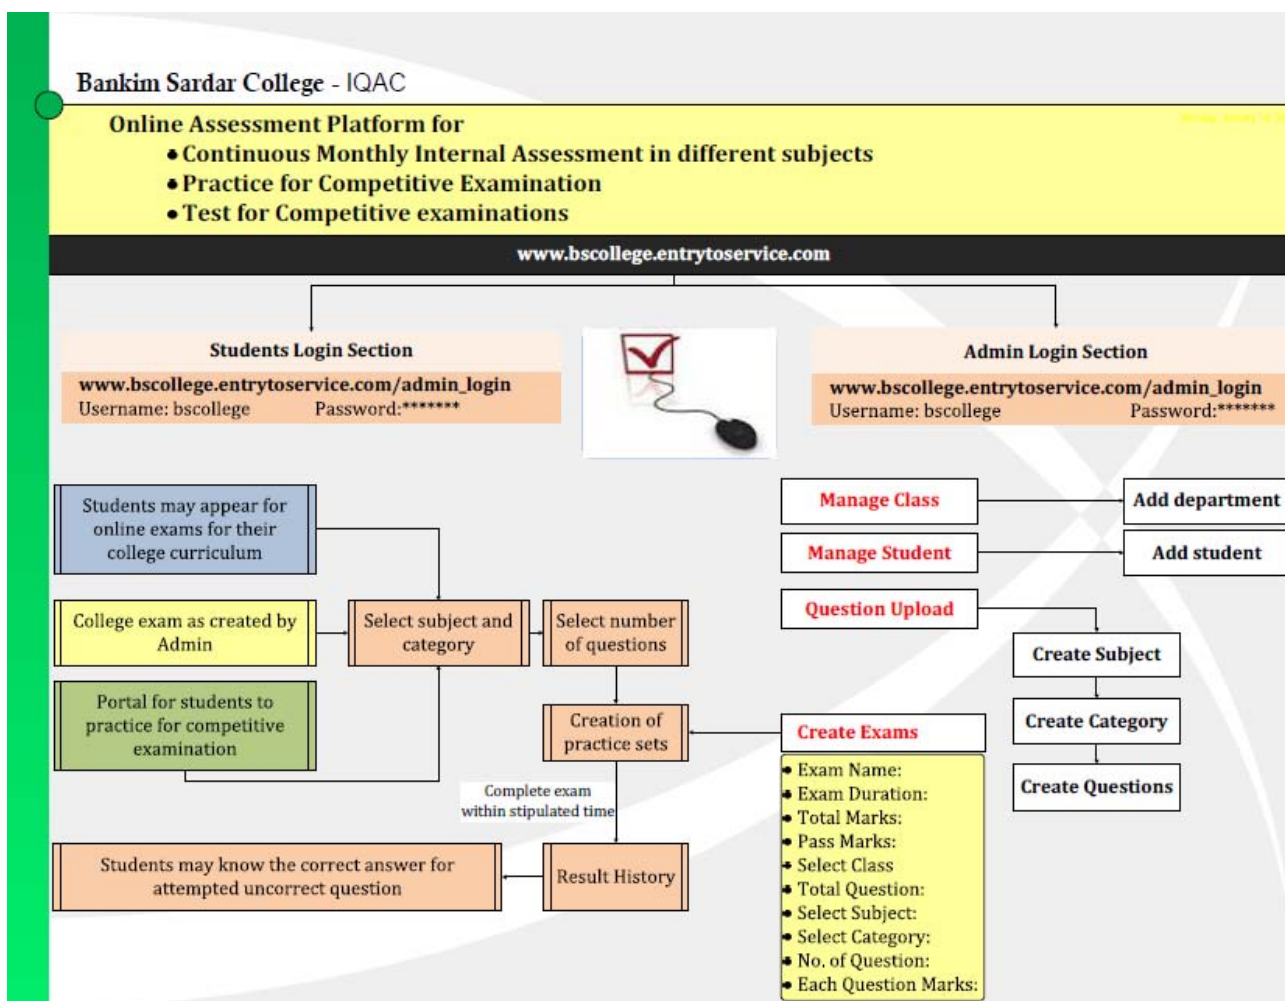 Bankim Sardar College - IQAC
Online Assessment Platform for
● Continuous Monthly Internal Assessment in different subjects
● Practice for Competitive Examination
● Test for Competitive examinations
www.bscollege.entrytoservice.com
Students Login Section
www.bscollege.entrytoservice.com/admin_login
Username: bscollege Password:*******
Admin Login Section
www.bscollege.entrytoservice.com/admin_login
Username: bscollege Password:*******
Students may appear for
online exams for their
college curriculum
College exam as created by
Admin
Portal for students to
practice for competitive
examination
Select subject and
category
Select number
of questions
Creation of
practice sets
Complete exam
within stipulated time
Result History
Students may know the correct answer for
attempted uncorrect question
Manage Class
Add department
Manage Student
Add student
Question Upload
Create Subject
Create Category
Create Questions
Create Exams
● Exam Name:
● Exam Duration:
● Total Marks:
● Pass Marks:
● Select Class
● Total Question:
● Select Subject:
● Select Category:
● No. of Question:
● Each Question Marks: